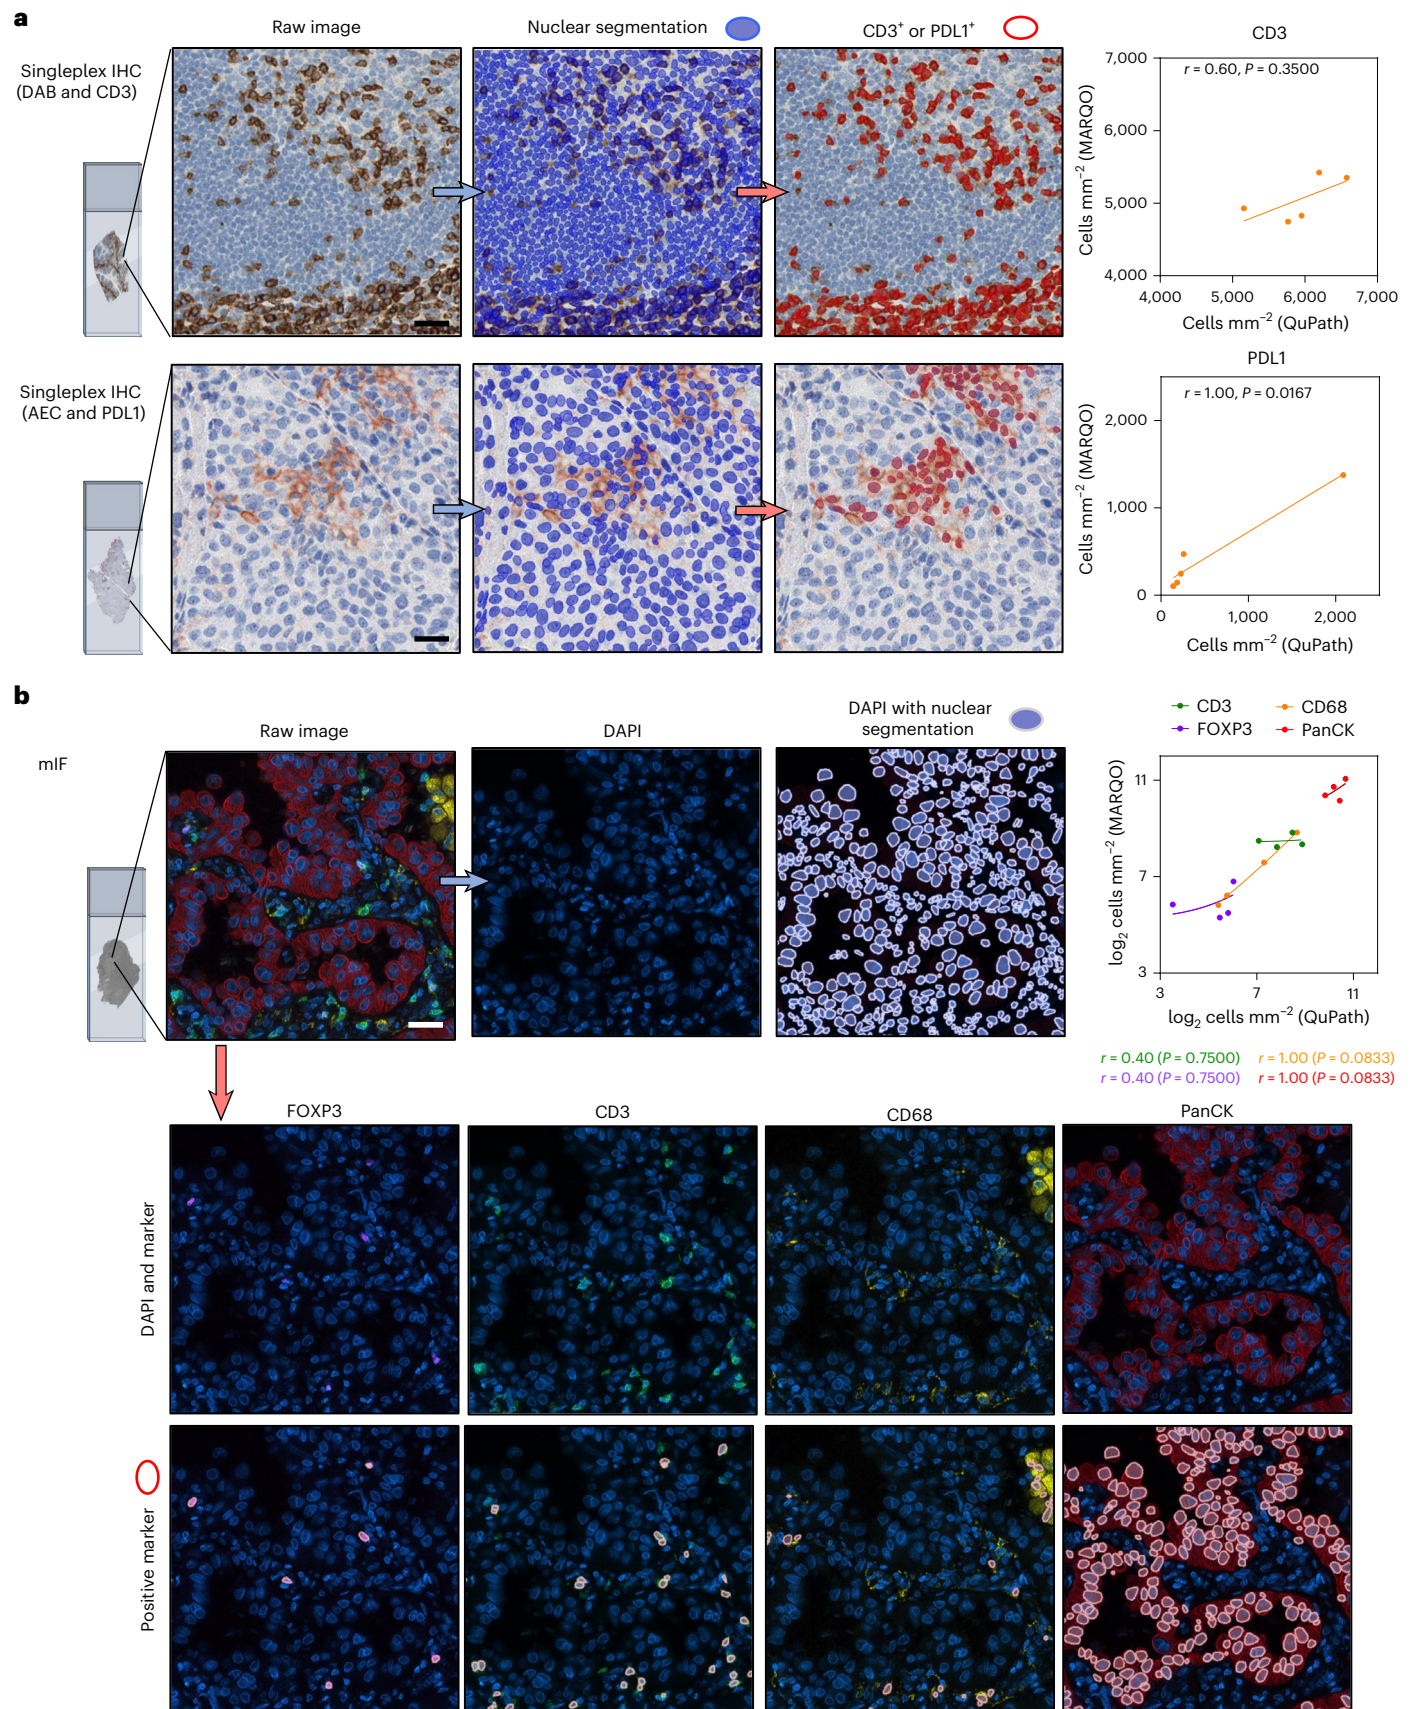 a
Raw image
Nuclear segmentation
CD3⁺ or PDL1⁺
Singleplex IHC
(DAB and CD3)
CD3
r = 0.60, P = 0.3500
7,000
6,000
5,000
4,000
4,000 5,000 6,000 7,000
Cells mm⁻² (MARQO)
Cells mm⁻² (QuPath)
Singleplex IHC
(AEC and PDL1)
PDL1
r = 1.00, P = 0.0167
2,000
1,000
0
0 1,000 2,000
Cells mm⁻² (MARQO)
Cells mm⁻² (QuPath)
b
mIF
Raw image
DAPI
DAPI with nuclear
segmentation
CD3 CD68
FOXP3 PanCK
11
7
3
3 7 11
log₂ cells mm⁻² (MARQO)
log₂ cells mm⁻² (QuPath)
r = 0.40 (P = 0.7500) r = 1.00 (P = 0.0833)
r = 0.40 (P = 0.7500) r = 1.00 (P = 0.0833)
FOXP3 CD3 CD68 PanCK
DAPI and marker
Positive marker